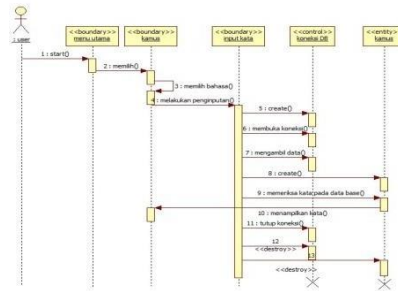 : user
<<boundary>>
menu utama
<<boundary>>
kamus
<<boundary>>
input kata
<<control>>
koneksi DB
<<entity>>
kamus
1 : start()
2 : memilih()
3 : memilih bahasa()
4 : melakukan penginputan()
5 : create()
6 : membuka koneksi()
7 : mengambil data()
8 : create()
9 : memeriksa kata pada data base()
10 : menampilkan kata()
11 : tutup koneksi()
12
<<destroy>>
13
<<destroy>>